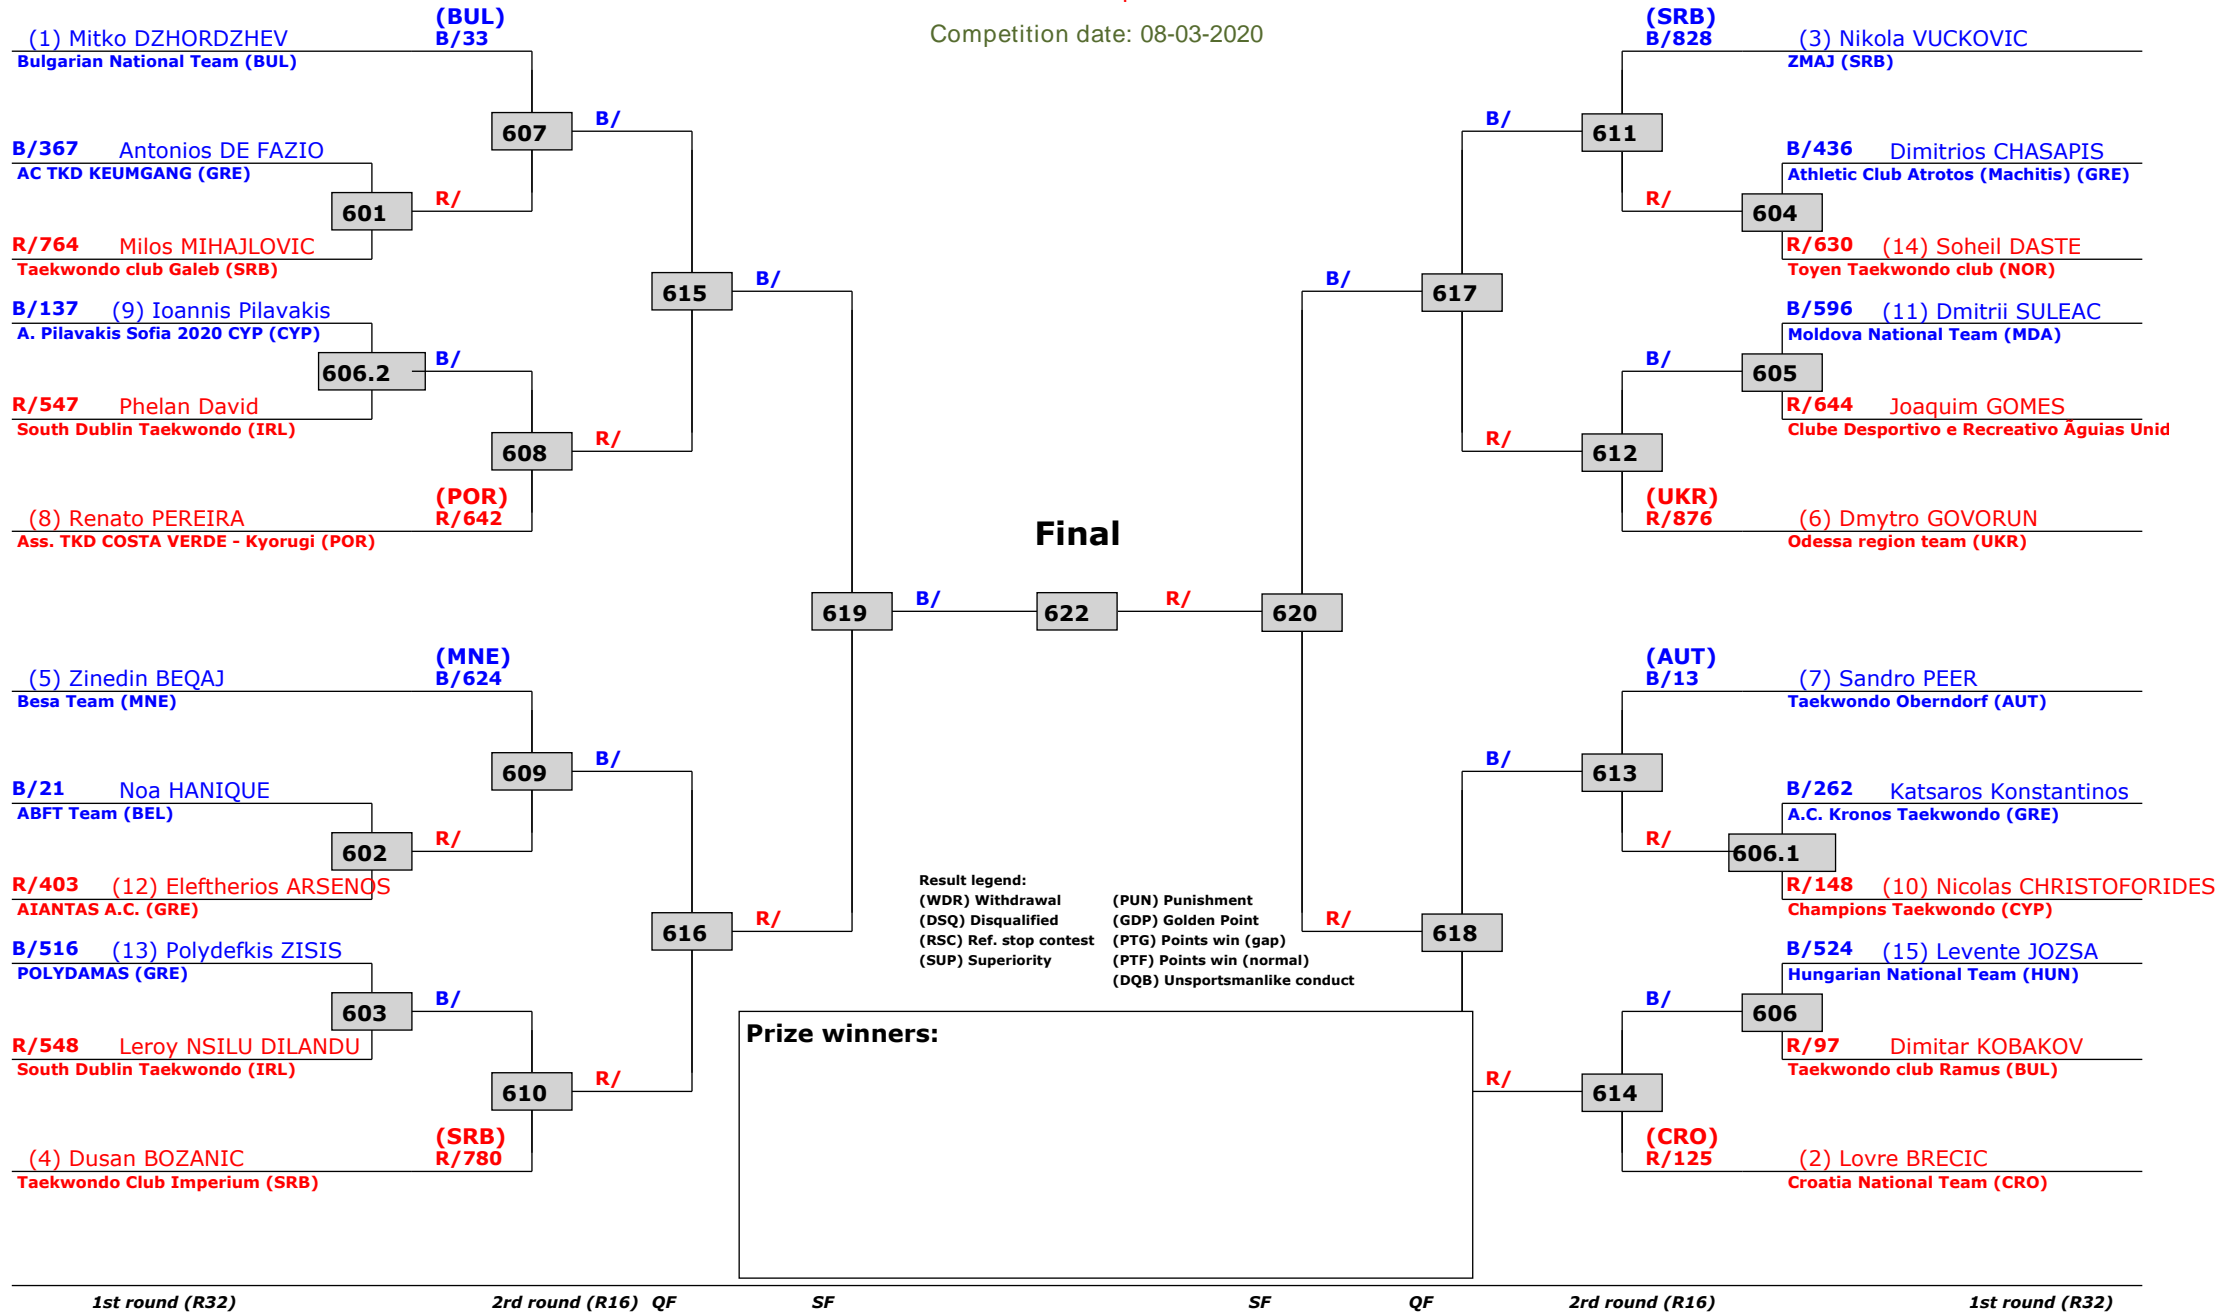 Competition date: 08-03-2020
(BUL)
(1) Mitko DZHORDZHEV B/33
Bulgarian National Team (BUL)
607
B/
B/367 Antonios DE FAZIO
AC TKD KEUMGANG (GRE)
601
R/
R/764 Milos MIHAJLOVIC
Taekwondo club Galeb (SRB)
615
B/
B/137 (9) Ioannis Pilavakis
A. Pilavakis Sofia 2020 CYP (CYP)
606.2
B/
R/547 Phelan David
South Dublin Taekwondo (IRL)
608
R/
(POR)
(8) Renato PEREIRA R/642
Ass. TKD COSTA VERDE - Kyorugi (POR)
619
B/
(MNE)
(5) Zinedin BEQAJ B/624
Besa Team (MNE)
609
B/
B/21 Noa HANIQUE
ABFT Team (BEL)
602
R/
R/403 (12) Eleftherios ARSENOS
AIANTAS A.C. (GRE)
616
R/
B/516 (13) Polydefkis ZISIS
POLYDAMAS (GRE)
603
B/
R/548 Leroy NSILU DILANDU
South Dublin Taekwondo (IRL)
610
R/
(SRB)
(4) Dusan BOZANIC R/780
Taekwondo Club Imperium (SRB)
Final
622
R/
620
(SRB)
B/828 (3) Nikola VUCKOVIC
ZMAJ (SRB)
B/
611
B/436 Dimitrios CHASAPIS
Athletic Club Atrotos (Machitis) (GRE)
R/
604
R/630 (14) Soheil DASTE
Toyen Taekwondo club (NOR)
B/
617
B/596 (11) Dmitrii SULEAC
Moldova National Team (MDA)
B/
605
R/644 Joaquim GOMES
Clube Desportivo e Recreativo Ãguias Unid
R/
612
(UKR)
R/876 (6) Dmytro GOVORUN
Odessa region team (UKR)
(AUT)
B/13 (7) Sandro PEER
Taekwondo Oberndorf (AUT)
B/
613
B/262 Katsaros Konstantinos
A.C. Kronos Taekwondo (GRE)
R/
606.1
R/148 (10) Nicolas CHRISTOFORIDES
Champions Taekwondo (CYP)
R/
618
B/524 (15) Levente JOZSA
Hungarian National Team (HUN)
B/
606
R/97 Dimitar KOBAKOV
Taekwondo club Ramus (BUL)
R/
614
(CRO)
R/125 (2) Lovre BRECIC
Croatia National Team (CRO)
Result legend:
(WDR) Withdrawal (PUN) Punishment
(DSQ) Disqualified (GDP) Golden Point
(RSC) Ref. stop contest (PTG) Points win (gap)
(SUP) Superiority (PTF) Points win (normal)
(DQB) Unsportsmanlike conduct
Prize winners:
1st round (R32) 2rd round (R16) QF SF SF QF 2rd round (R16) 1st round (R32)